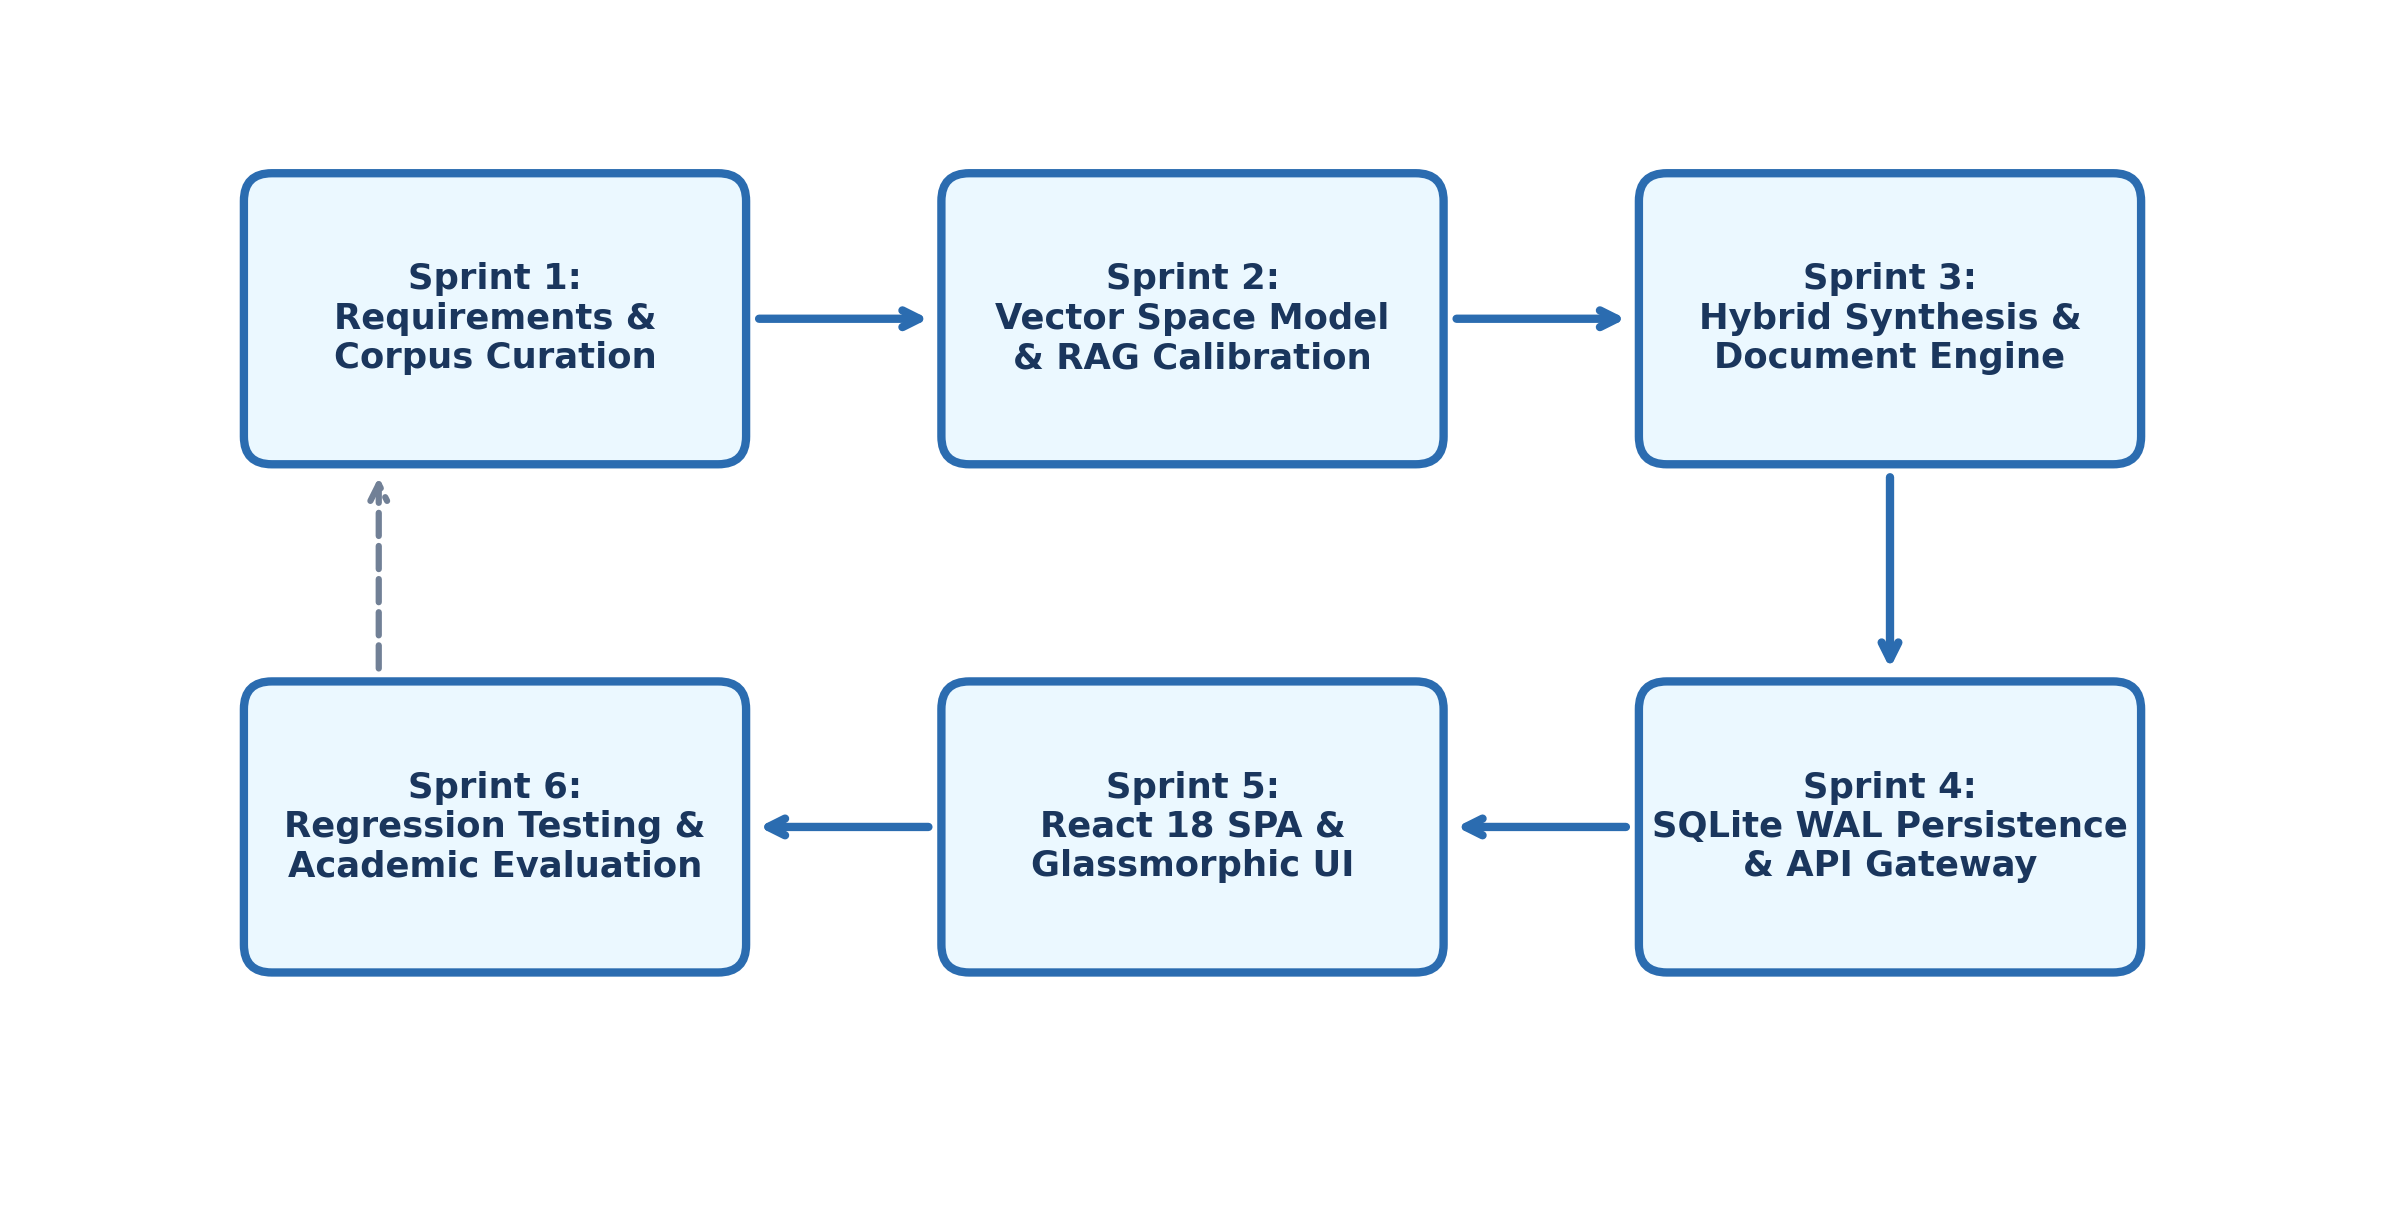 Sprint 1:
Requirements &
Corpus Curation
Sprint 2:
Vector Space Model
& RAG Calibration
Sprint 3:
Hybrid Synthesis &
Document Engine
Sprint 4:
SQLite WAL Persistence
& API Gateway
Sprint 5:
React 18 SPA &
Glassmorphic UI
Sprint 6:
Regression Testing &
Academic Evaluation